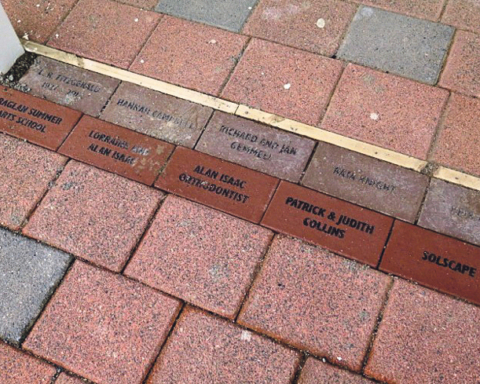 FITZGERALD
HANNAH CAMPBELL
RICHARD AND JAN
GEMMELL
KNIGHT
RAGLAN SUMMER
ARTS SCHOOL
LORRAINE AND
ALAN ISAAC
ALAN ISAAC
ORTHODONTIST
PATRICK & JUDITH
COLLINS
SOLSCAPE